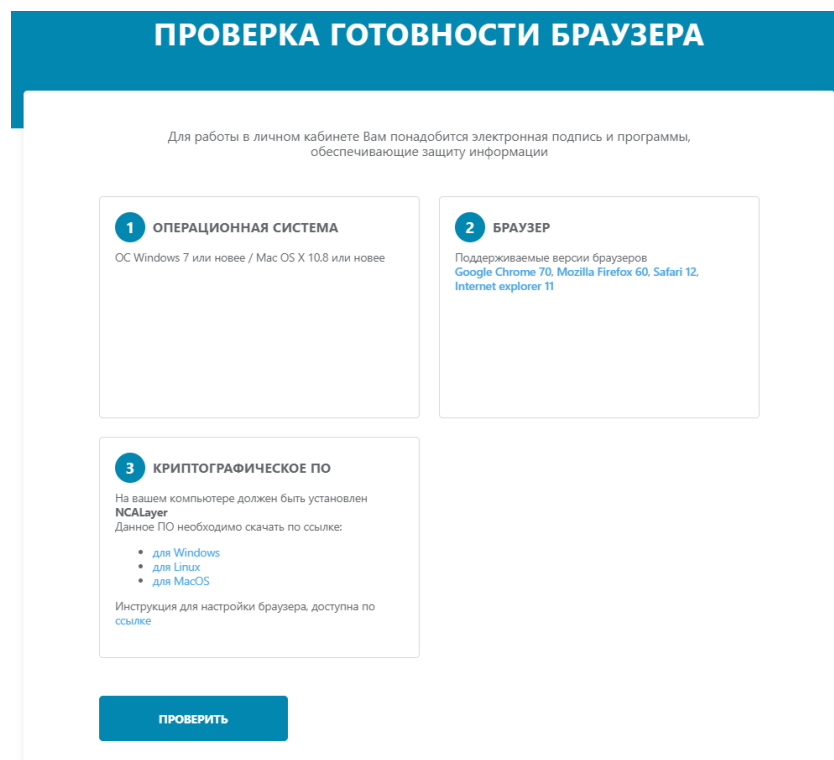 ПРОВЕРКА ГОТОВНОСТИ БРАУЗЕРА
Для работы в личном кабинете Вам понадобится электронная подпись и программы,
обеспечивающие защиту информации
1 ОПЕРАЦИОННАЯ СИСТЕМА
ОС Windows 7 или новее / Mac OS X 10.8 или новее
2 БРАУЗЕР
Поддерживаемые версии браузеров
Google Chrome 70, Mozilla Firefox 60, Safari 12,
Internet explorer 11
3 КРИПТОГРАФИЧЕСКОЕ ПО
На вашем компьютере должен быть установлен
NCALayer
Данное ПО необходимо скачать по ссылке:
• для Windows
• для Linux
• для MacOS
Инструкция для настройки браузера, доступна по
ссылке
ПРОВЕРИТЬ